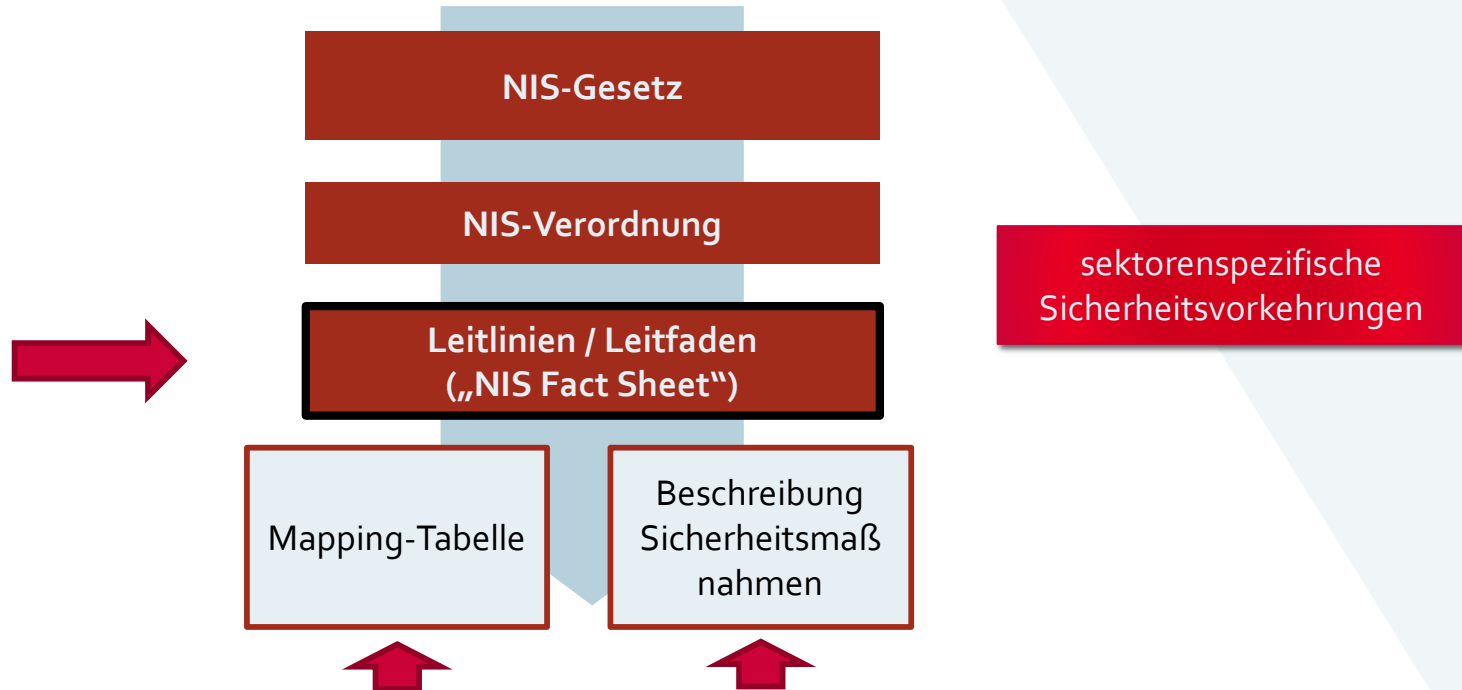 NIS-Gesetz
NIS-Verordnung
sektorenspezifische
Sicherheitsvorkehrungen
Leitlinien / Leitfaden
(„NIS Fact Sheet“)
Mapping-Tabelle
Beschreibung
Sicherheitsmaß
nahmen